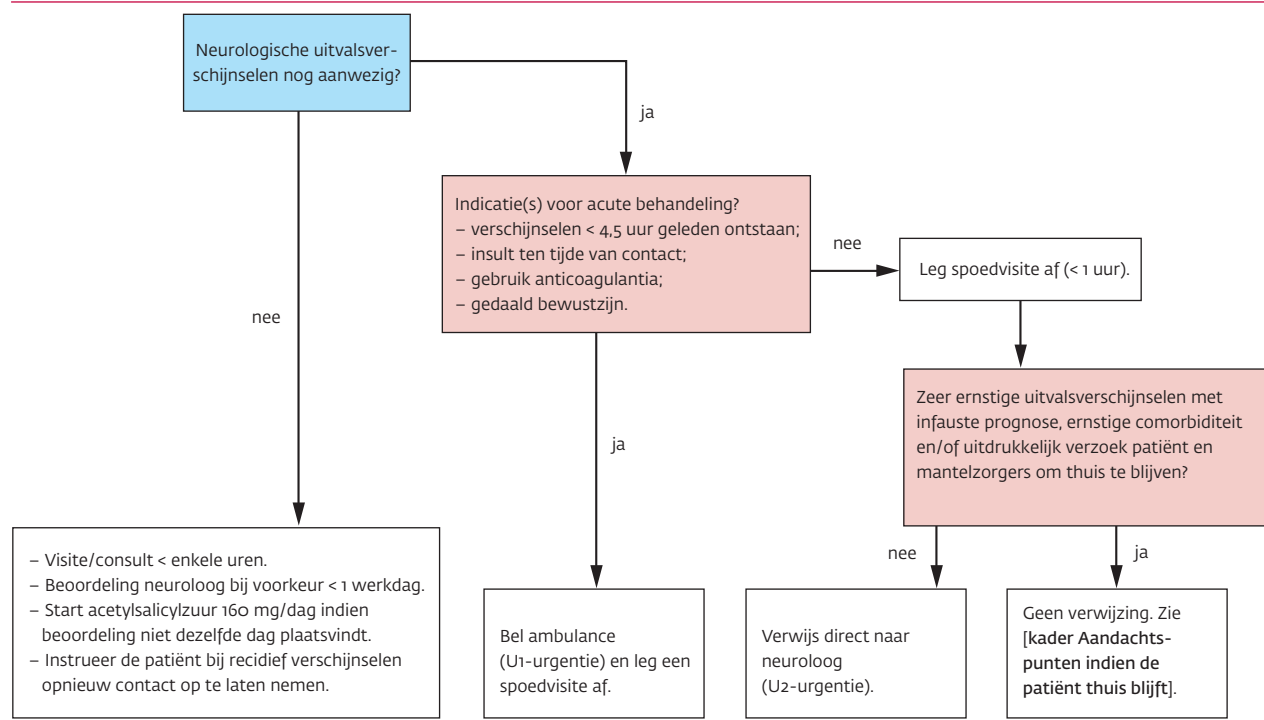 Neurologische uitvalsver-
schijnselen nog aanwezig?
ja
Indicatie(s) voor acute behandeling?
– verschijnselen < 4,5 uur geleden ontstaan;
– insult ten tijde van contact;
– gebruik anticoagulantia;
– gedaald bewustzijn.
nee
Leg spoedvisite af (< 1 uur).
nee
Zeer ernstige uitvalsverschijnselen met
infauste prognose, ernstige comorbiditeit
en/of uitdrukkelijk verzoek patiënt en
mantelzorgers om thuis te blijven?
ja
nee
ja
– Visite/consult < enkele uren.
– Beoordeling neuroloog bij voorkeur < 1 werkdag.
– Start acetylsalicylzuur 160 mg/dag indien
beoordeling niet dezelfde dag plaatsvindt.
– Instrueer de patiënt bij recidief verschijnselen
opnieuw contact op te laten nemen.
Bel ambulance
(U1-urgentie) en leg een
spoedvisite af.
Verwijs direct naar
neuroloog
(U2-urgentie).
Geen verwijzing. Zie
[kader Aandachts-
punten indien de
patiënt thuis blijft].